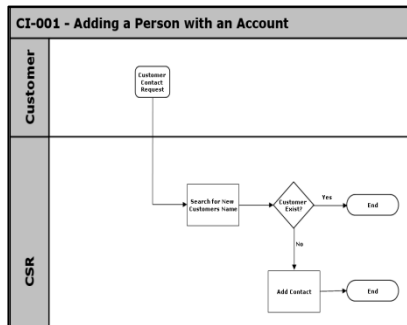 CI-001 - Adding a Person with an Account
Customer
Customer
Contact
Request
CSR
Search for New
Customers Name
Customer
Exist?
Yes
End
No
Add Contact
End